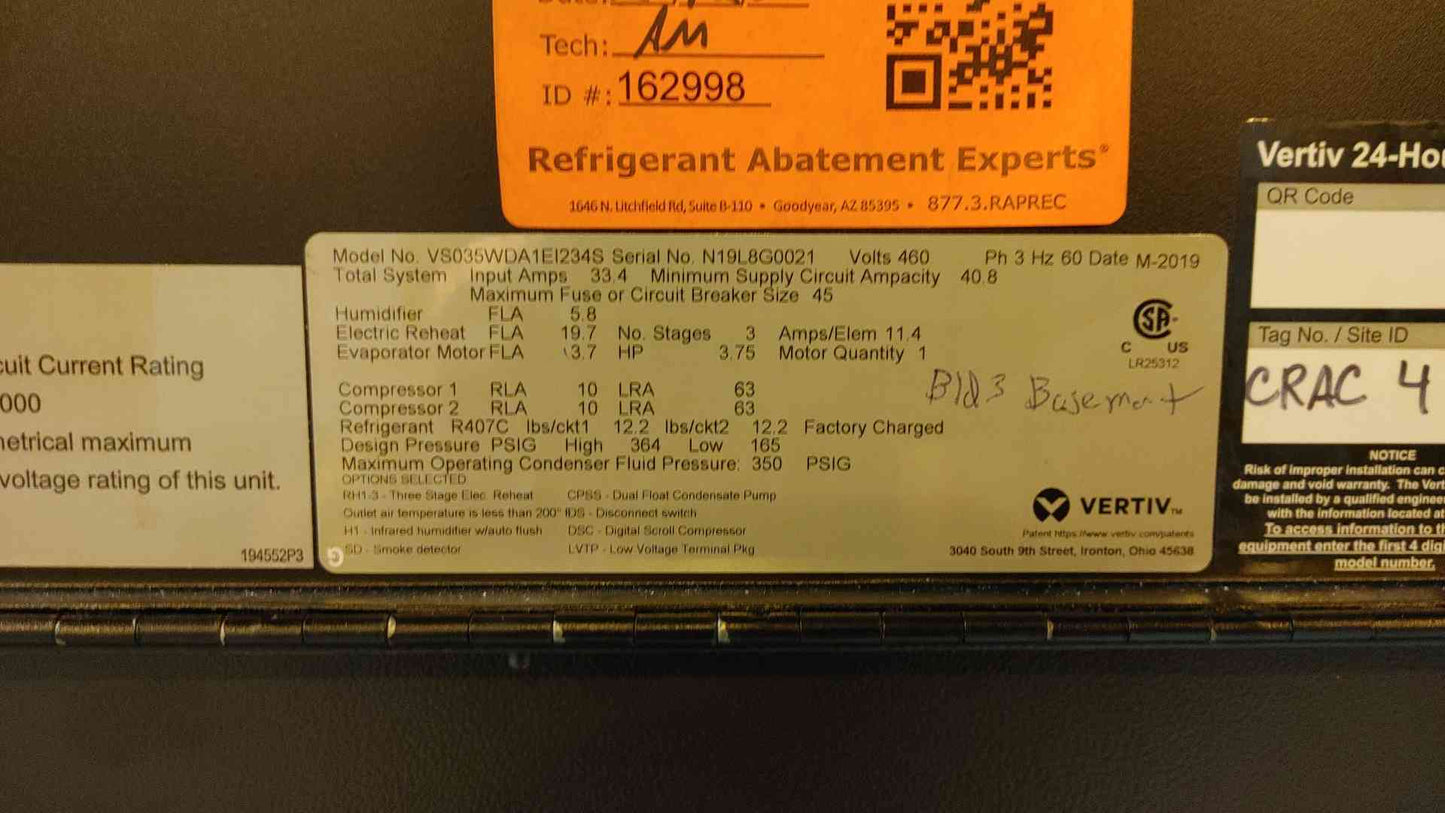 Tech: AM
ID #: 162998
Refrigerant Abatement Experts®
1646 N. Litchfield Rd, Suite B-110 • Goodyear, AZ 85395 • 877.3.RAPREC
Model No. VS035WDA1EI234S Serial No. N19L8G0021 Volts 460 Ph 3 Hz 60 Date M-2019
Total System Input Amps 33.4 Minimum Supply Circuit Ampacity 40.8
Maximum Fuse or Circuit Breaker Size 45
Humidifier FLA 5.8
Electric Reheat FLA 19.7 No. Stages 3 Amps/Elem 11.4
Evaporator Motor FLA 3.7 HP 3.75 Motor Quantity 1
Compressor 1 RLA 10 LRA 63
Compressor 2 RLA 10 LRA 63
Refrigerant R407C lbs/ckt1 12.2 lbs/ckt2 12.2 Factory Charged
Design Pressure PSIG High 364 Low 165
Maximum Operating Condenser Fluid Pressure: 350 PSIG
OPTIONS SELECTED
RH1-3 - Three Stage Elec. Reheat CPSS - Dual Float Condensate Pump
Outlet air temperature is less than 200° IDS - Disconnect switch
H1 - Infrared humidifier w/auto flush DSC - Digital Scroll Compressor
SD - Smoke detector LVTP - Low Voltage Terminal Pkg
SA
C US
LR25312
Bld 3 Basement
VERTIV™
Patent https://www.vertiv.com/patents
3040 South 9th Street, Ironton, Ohio 45638
cuit Current Rating
000
metrical maximum
voltage rating of this unit.
194552P3
Vertiv 24-Ho
QR Code
Tag No. / Site ID
CRAC 4
NOTICE
Risk of improper installation can c
damage and void warranty. The Vert
be installed by a qualified enginee
with the information located at
To access information to th
equipment enter the first 4 digi
model number.